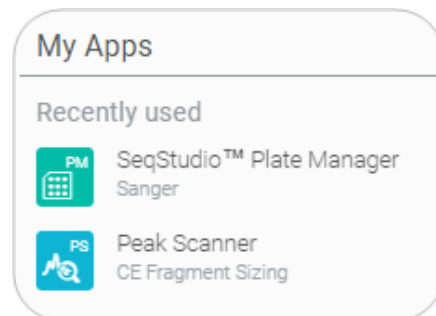 My Apps
Recently used
PM
SeqStudio™ Plate Manager
Sanger
PS
Peak Scanner
CE Fragment Sizing